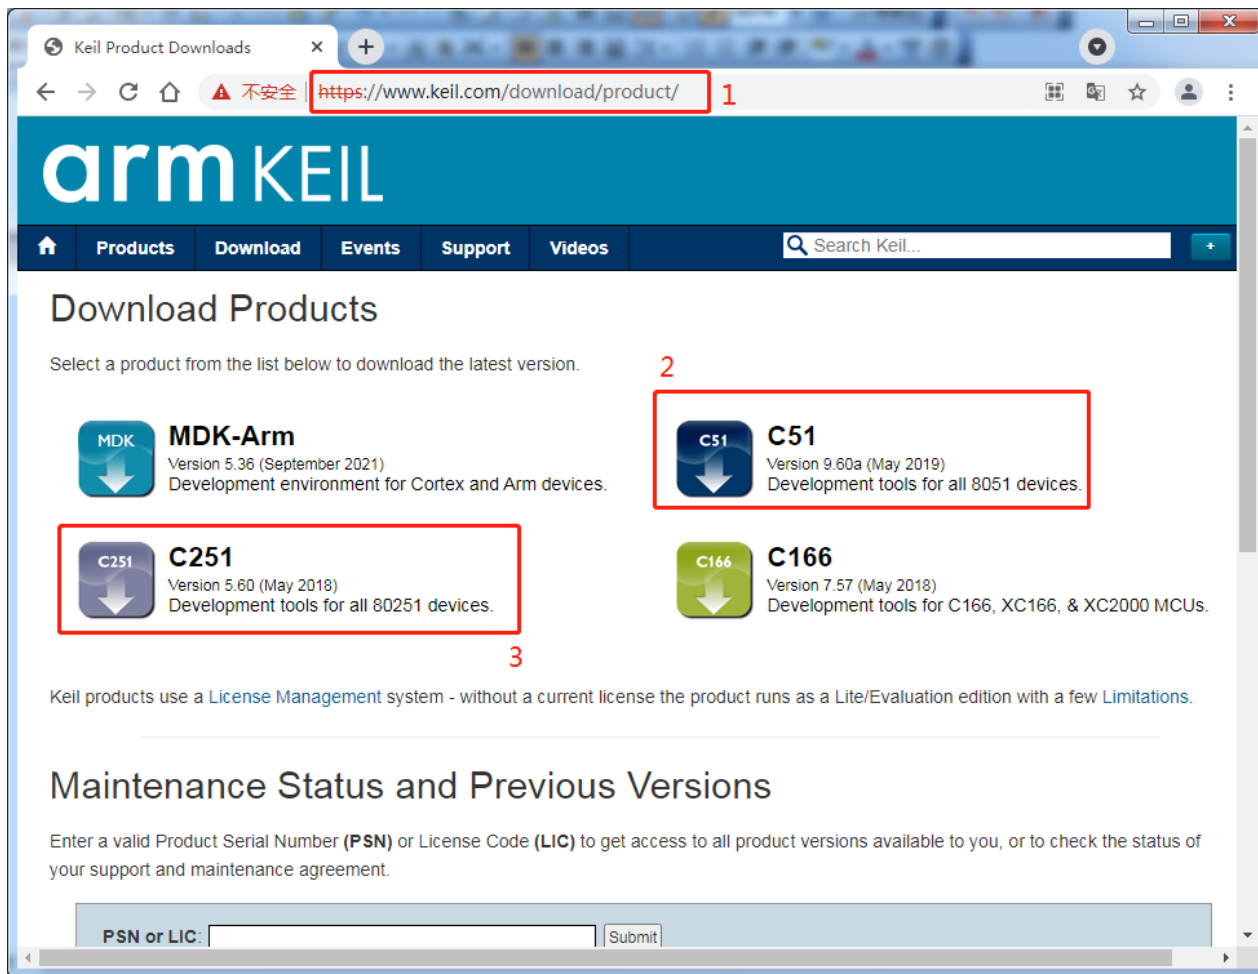 Keil Product Downloads
不安全 https://www.keil.com/download/product/ 1
arm KEIL
Products Download Events Support Videos Search Keil... +
Download Products
Select a product from the list below to download the latest version.
2
MDK
MDK-Arm
Version 5.36 (September 2021)
Development environment for Cortex and Arm devices.
C51
C51
Version 9.60a (May 2019)
Development tools for all 8051 devices.
C251
C251
Version 5.60 (May 2018)
Development tools for all 80251 devices.
C166
C166
Version 7.57 (May 2018)
Development tools for C166, XC166, & XC2000 MCUs.
3
Keil products use a License Management system - without a current license the product runs as a Lite/Evaluation edition with a few Limitations.
Maintenance Status and Previous Versions
Enter a valid Product Serial Number (PSN) or License Code (LIC) to get access to all product versions available to you, or to check the status of
your support and maintenance agreement.
PSN or LIC: Submit